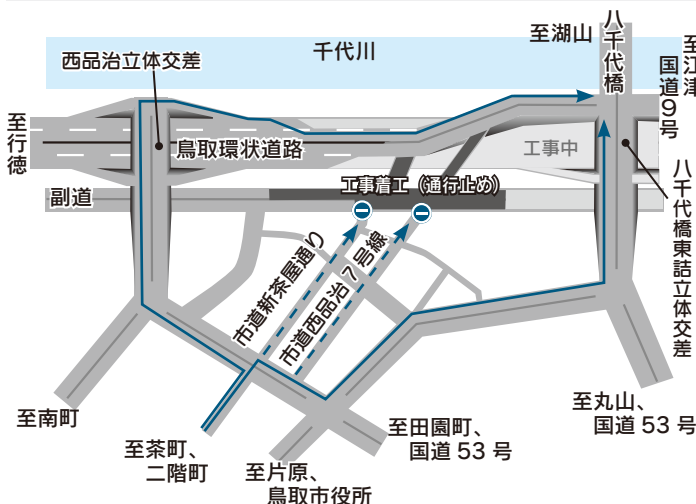 至湖山
八千代橋
至江津
国道9号
千代川
西品治立体交差
至行徳
鳥取環状道路
工事中
副道
工事着工（通行止め）
八千代橋東詰立体交差
市道新茶屋通り
市道西品治7号線
至南町
至茶町、
二階町
至片原、
鳥取市役所
至田園町、
国道 53 号
至丸山、
国道 53 号